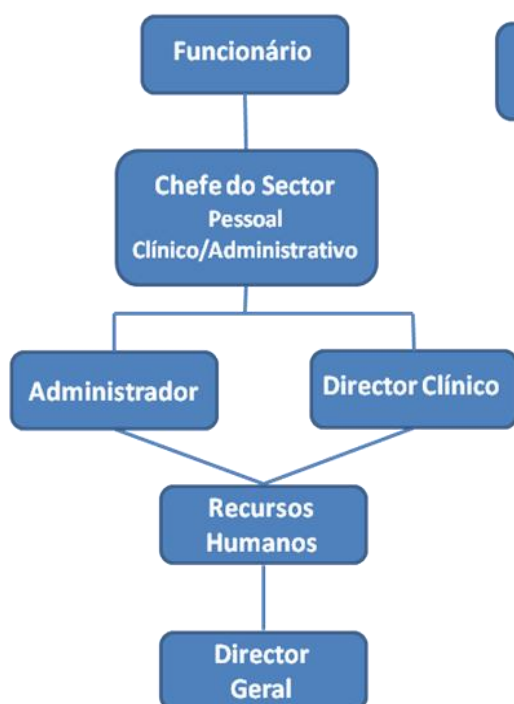 Funcionário
Chefe do Sector
Pessoal
Clínico/Administrativo
Administrador
Director Clínico
Recursos
Humanos
Director
Geral